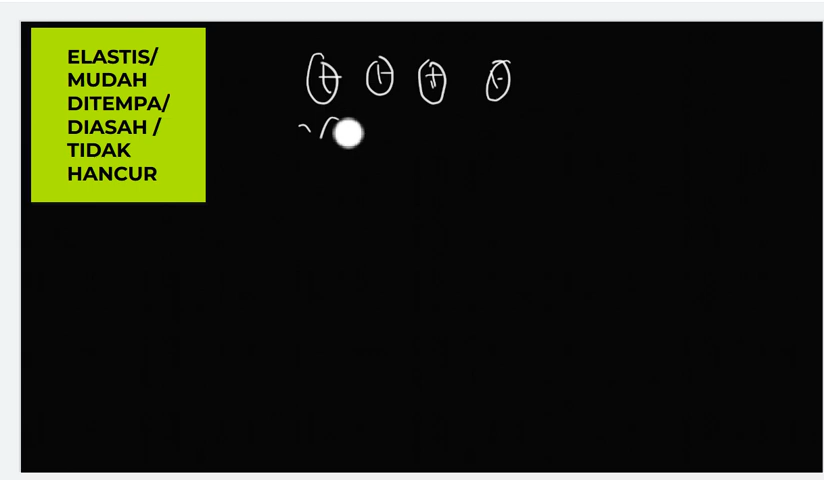 ELASTIS/
MUDAH
DITEMPA/
DIASAH /
TIDAK
HANCUR
+ + +